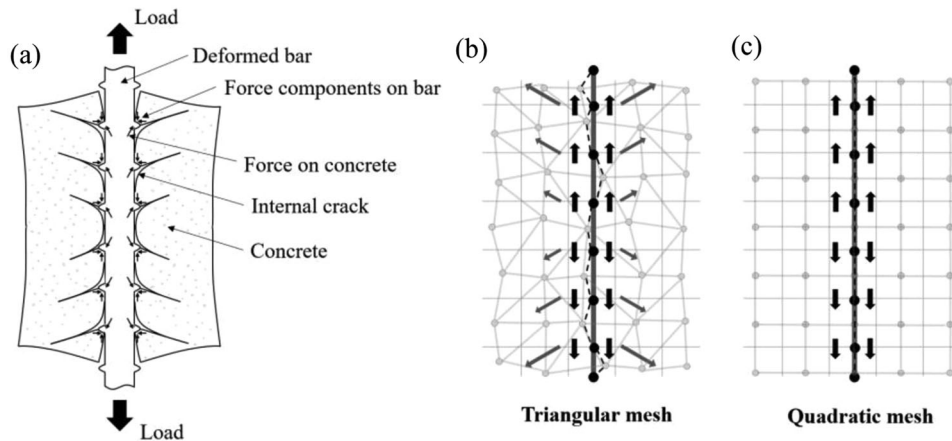 (a)
Load
Deformed bar
Force components on bar
Force on concrete
Internal crack
Concrete
Load
(b)
Triangular mesh
(c)
Quadratic mesh